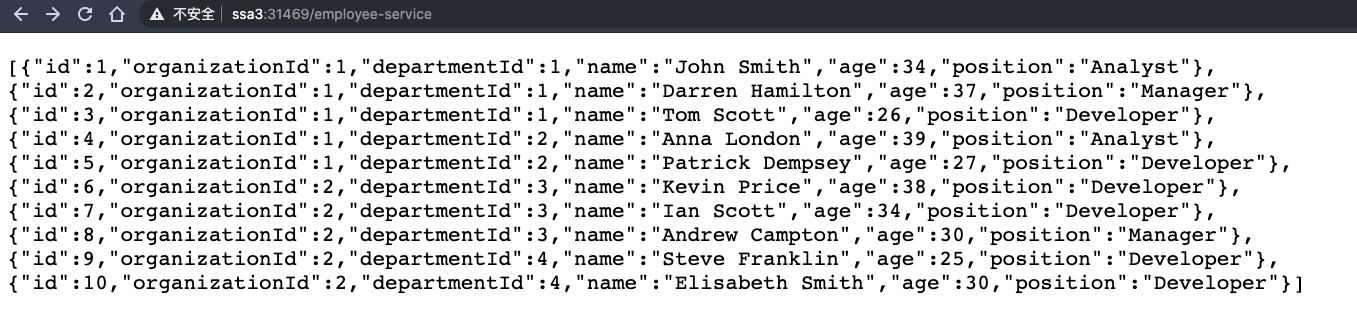 不安全 ssa3:31469/employee-service
[{"id":1,"organizationId":1,"departmentId":1,"name":"John Smith","age":34,"position":"Analyst"},
{"id":2,"organizationId":1,"departmentId":1,"name":"Darren Hamilton","age":37,"position":"Manager"},
{"id":3,"organizationId":1,"departmentId":1,"name":"Tom Scott","age":26,"position":"Developer"},
{"id":4,"organizationId":1,"departmentId":2,"name":"Anna London","age":39,"position":"Analyst"},
{"id":5,"organizationId":1,"departmentId":2,"name":"Patrick Dempsey","age":27,"position":"Developer"},
{"id":6,"organizationId":2,"departmentId":3,"name":"Kevin Price","age":38,"position":"Developer"},
{"id":7,"organizationId":2,"departmentId":3,"name":"Ian Scott","age":34,"position":"Developer"},
{"id":8,"organizationId":2,"departmentId":3,"name":"Andrew Campton","age":30,"position":"Manager"},
{"id":9,"organizationId":2,"departmentId":4,"name":"Steve Franklin","age":25,"position":"Developer"},
{"id":10,"organizationId":2,"departmentId":4,"name":"Elisabeth Smith","age":30,"position":"Developer"}]